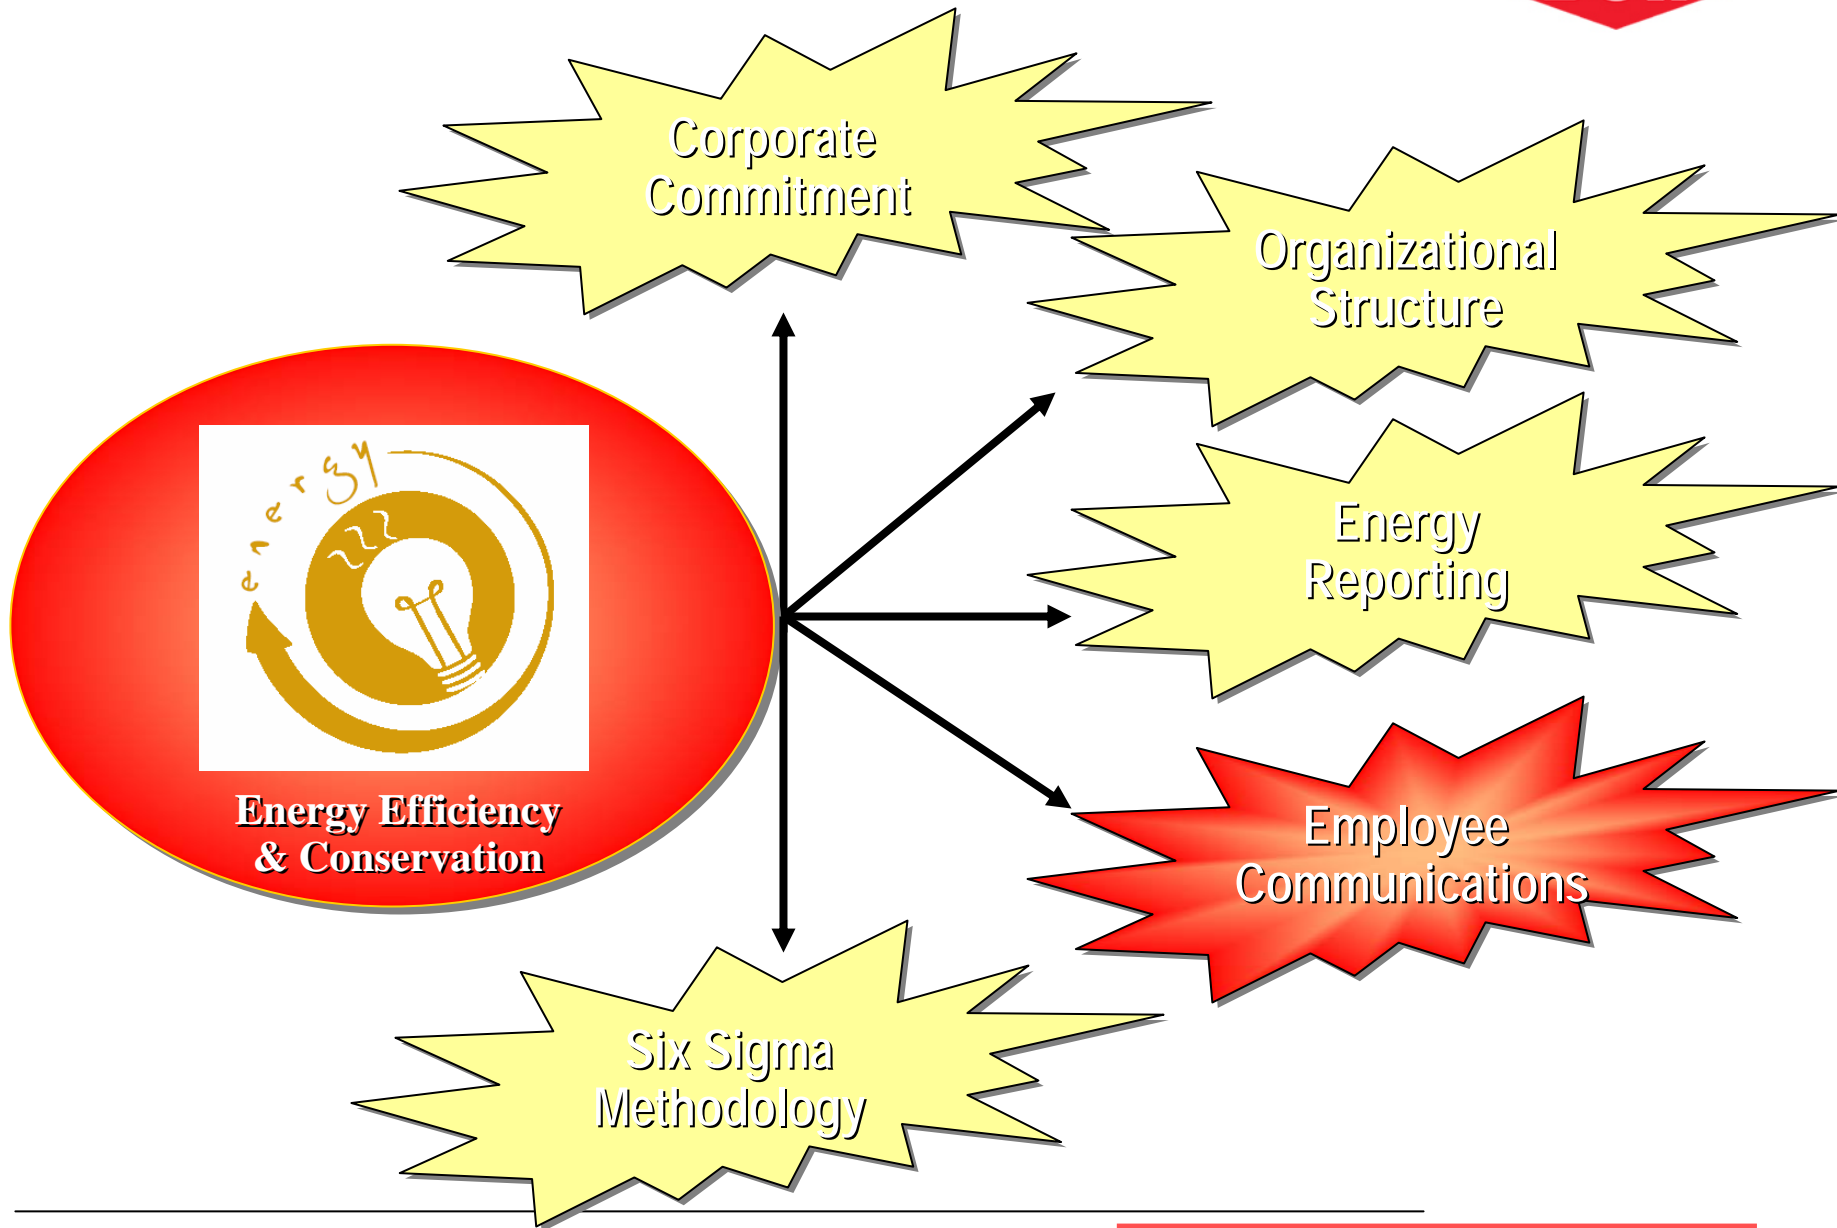 Corporate
Commitment
Organizational
Structure
energy
Energy
Reporting
Energy Efficiency
& Conservation
Employee
Communications
Six Sigma
Methodology